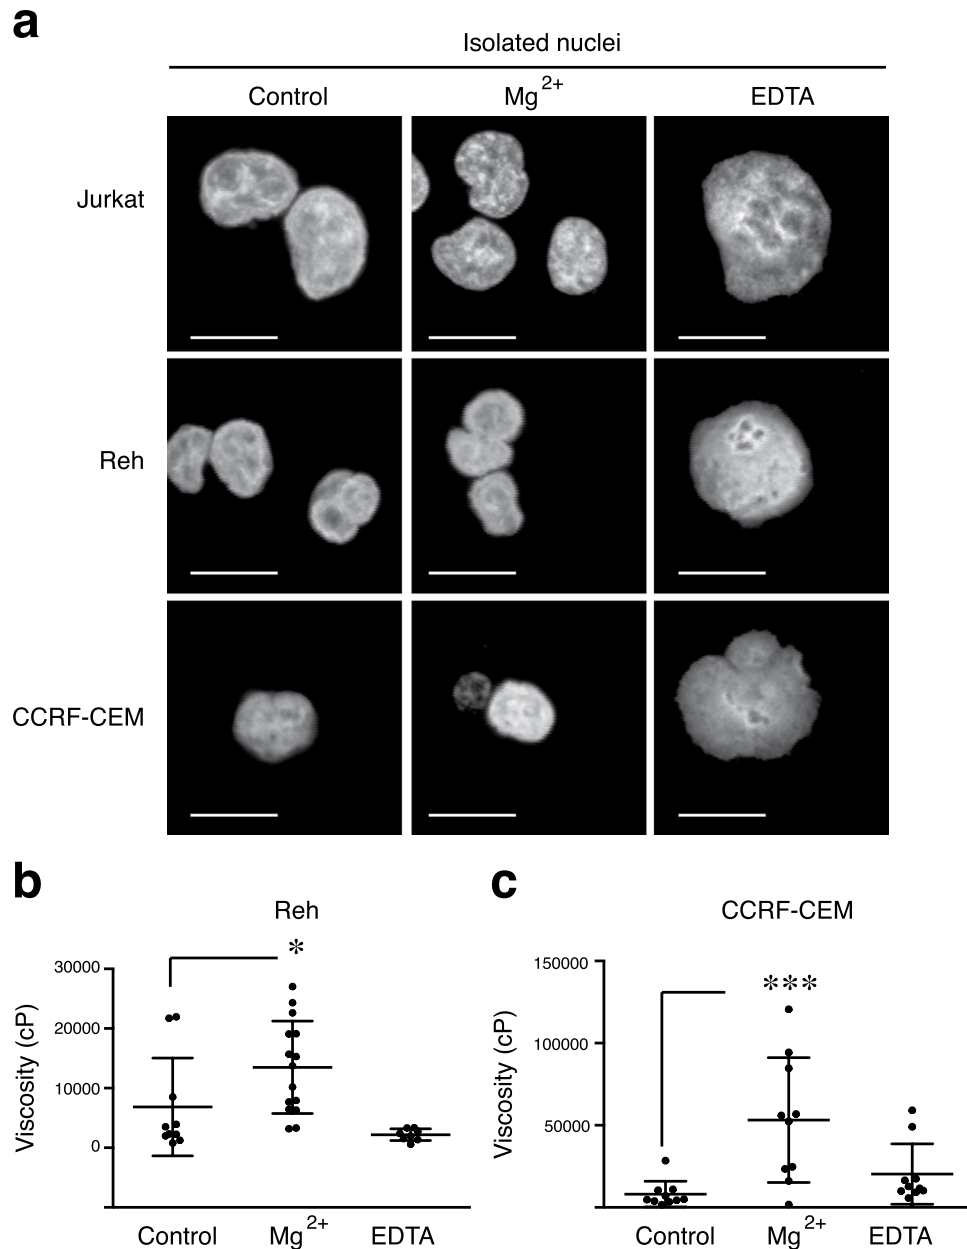 a
Isolated nuclei
Control Mg2+ EDTA
Jurkat
Reh
CCRF-CEM
b
Reh
*
30000
20000
10000
0
Viscosity (cP)
Control Mg2+ EDTA
c
CCRF-CEM
***
150000
100000
50000
Viscosity (cP)
Control Mg2+ EDTA